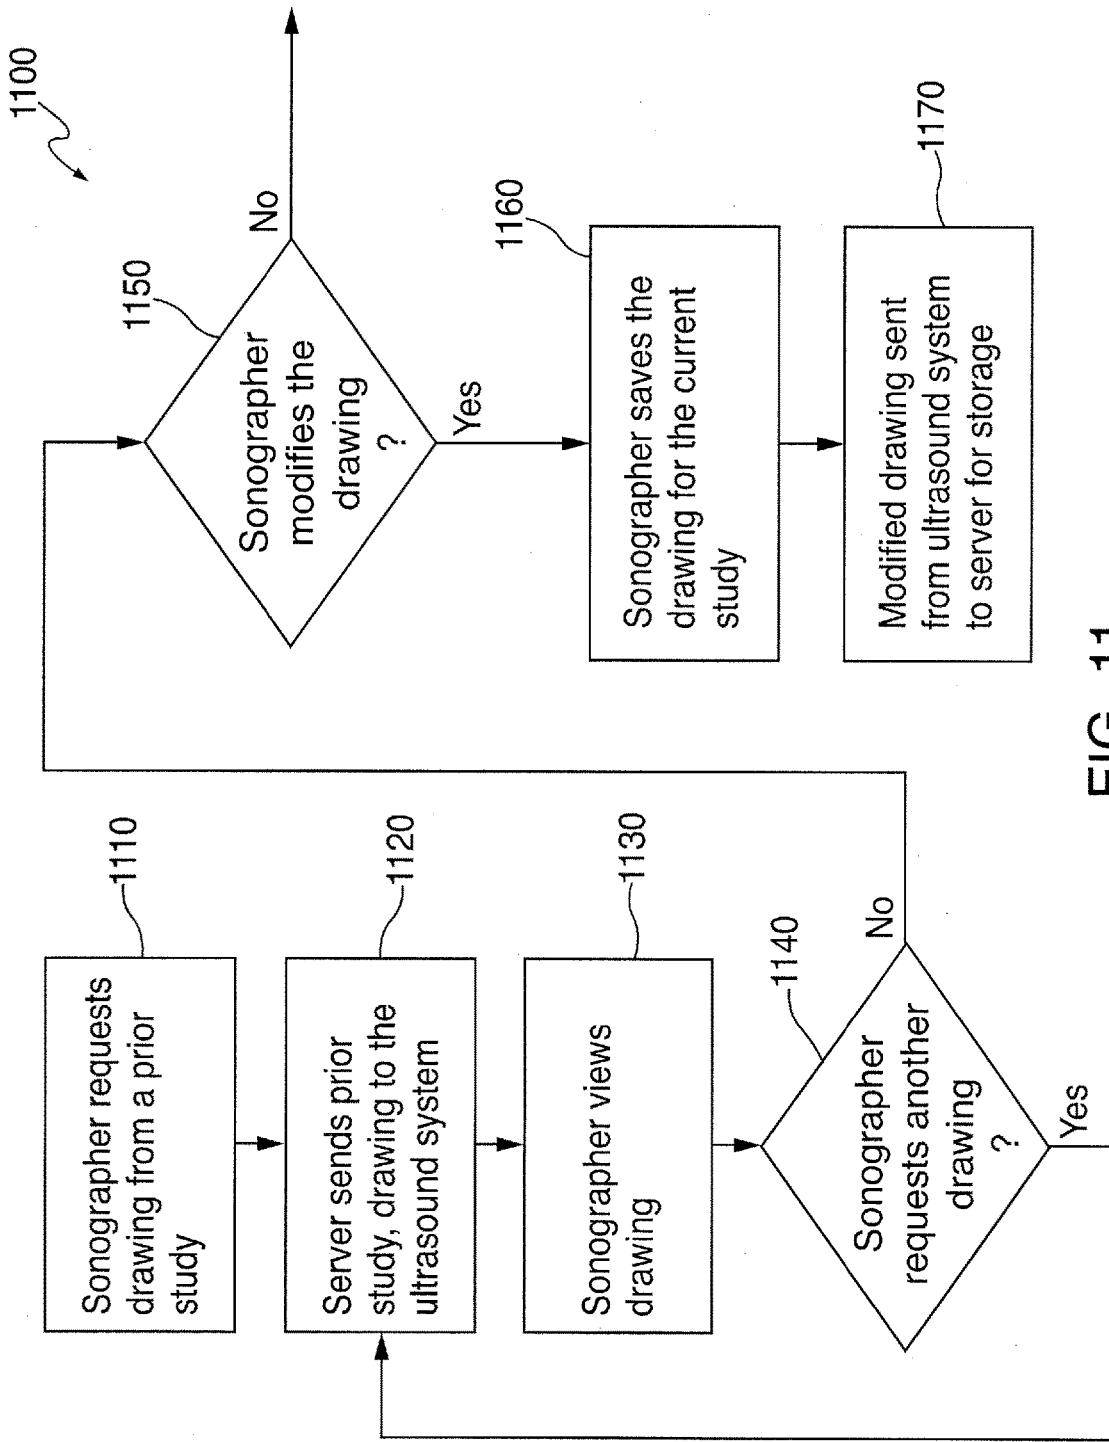 1100
Sonographer requests
drawing from a prior
study
1110
Server sends prior
study, drawing to the
ultrasound system
1120
Sonographer views
drawing
1130
Sonographer
requests another
drawing
?
1140
No
Yes
Sonographer
modifies the
drawing
?
1150
No
Yes
Sonographer saves the
drawing for the current
study
1160
Modified drawing sent
from ultrasound system
to server for storage
1170
FIG. 11